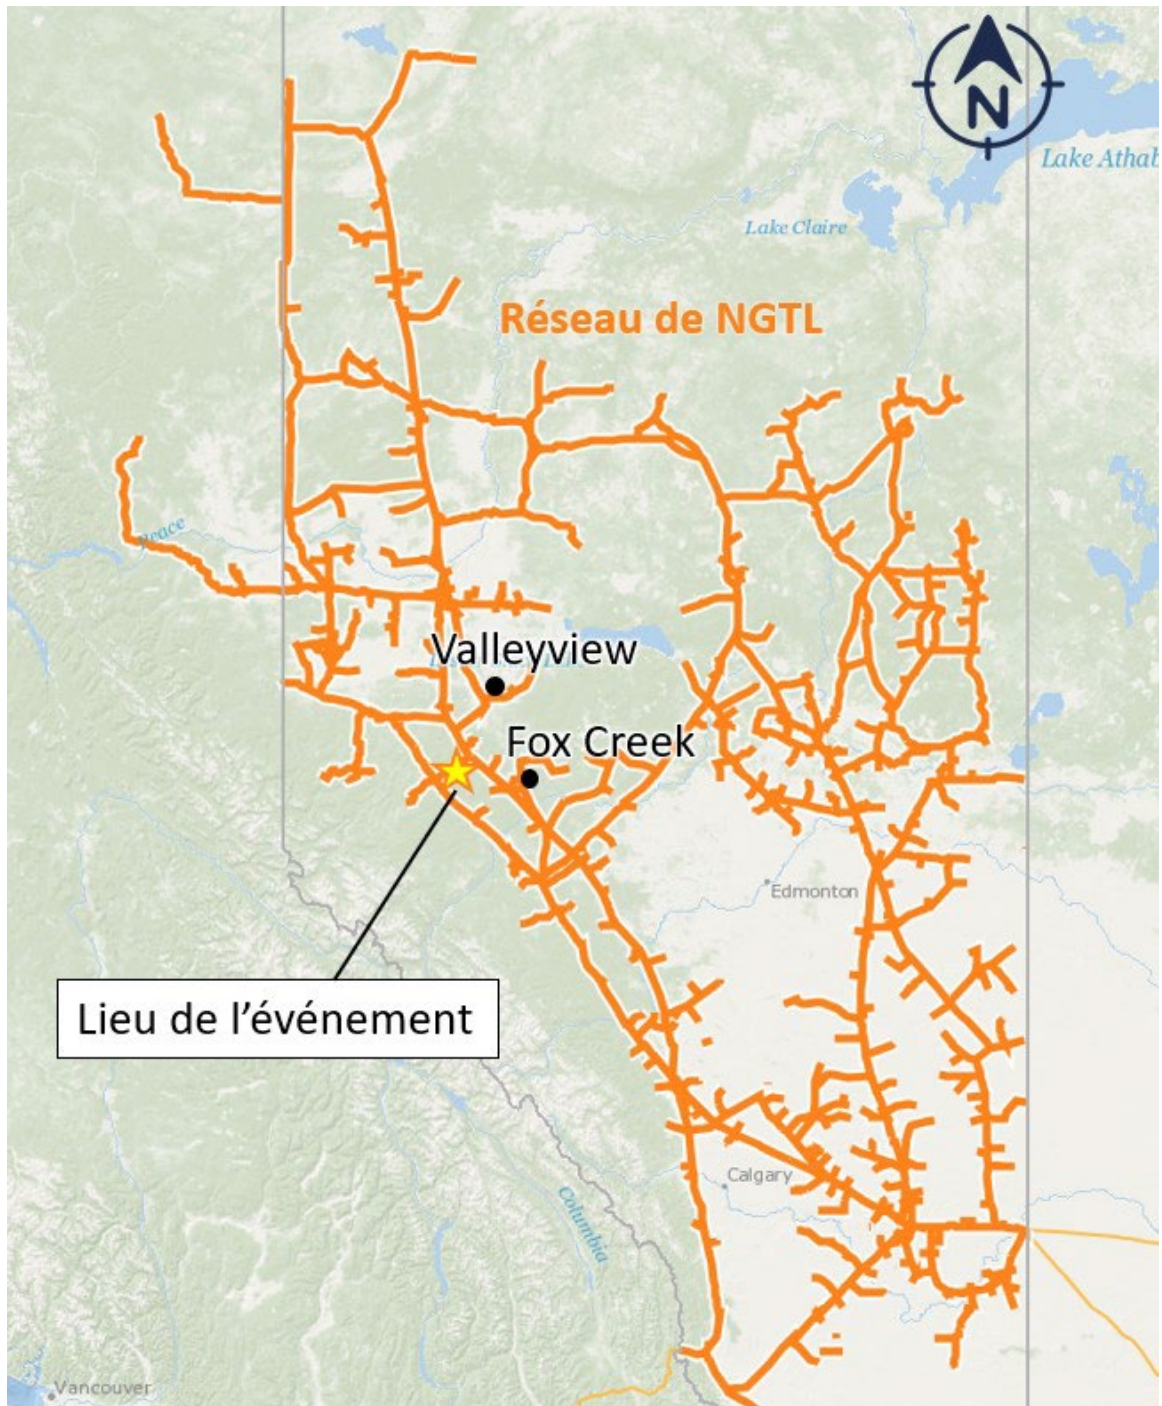 N
Lake Athab
Lake Claire
Réseau de NGTL
Peace
Valleyview
Fox Creek
Edmonton
Lieu de l'événement
Calgary
Columbia
Vancouver